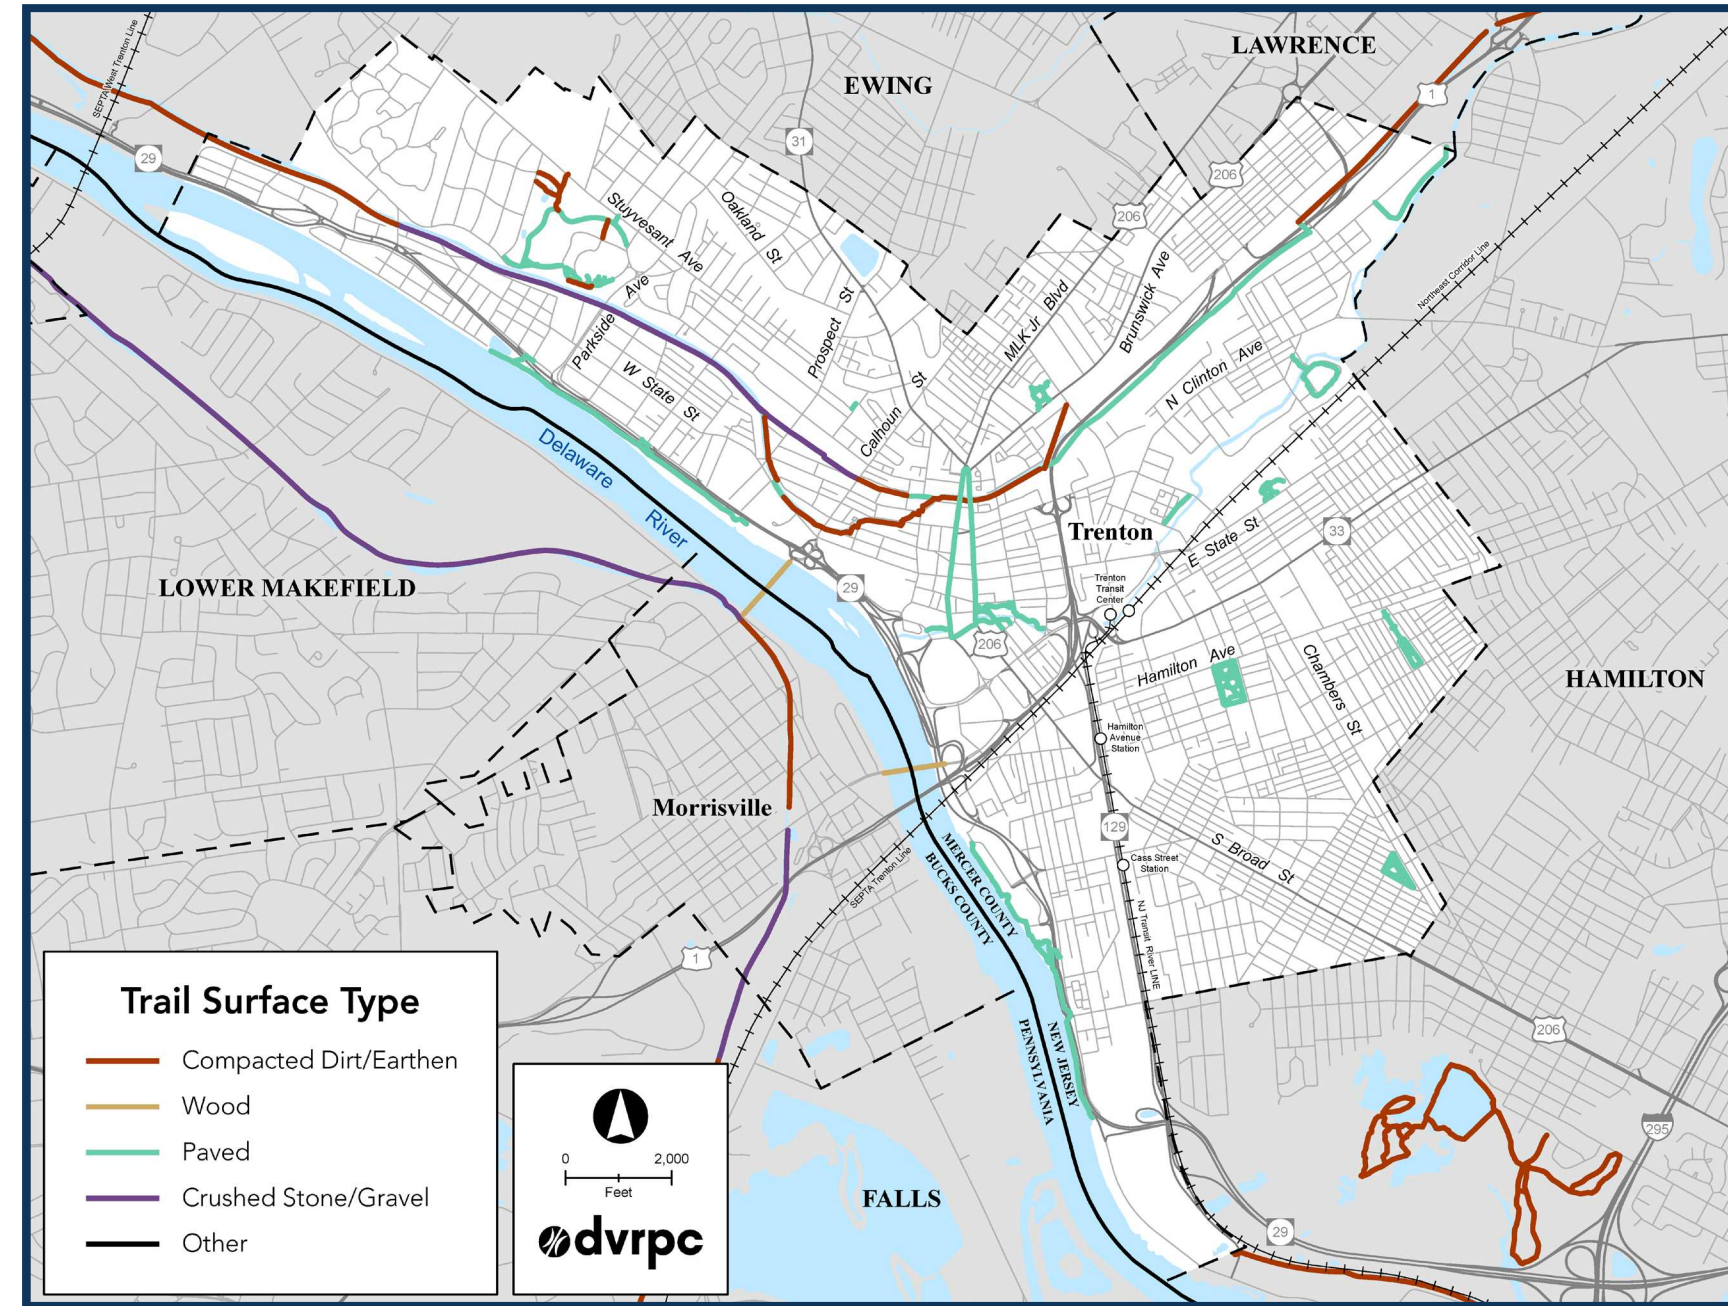 LAWRENCE
EWING
SEPTA West Trenton Line
29
31
206
206
1
Stuyvesant Ave
Oakland St
Parkside Ave
W State St
Prospect St
Calhoun St
MLK Jr Blvd
Brunswick Ave
N Clinton Ave
Northeast Corridor Line
Delaware
River
LOWER MAKEFIELD
29
Trenton
E State St
33
Trenton
Transit
Center
206
Hamilton Ave
Chambers St
HAMILTON
Hamilton
Avenue
Station
Morrisville
129
Cass Street
Station
S Broad St
SEPTA Trenton Line
MERCER COUNTY
BUCKS COUNTY
NJ Transit River LINE
1
NEW JERSEY
PENNSYLVANIA
206
295
29
FALLS
Trail Surface Type
Compacted Dirt/Earthen
Wood
Paved
Crushed Stone/Gravel
Other
0 2,000
Feet
dvrpc